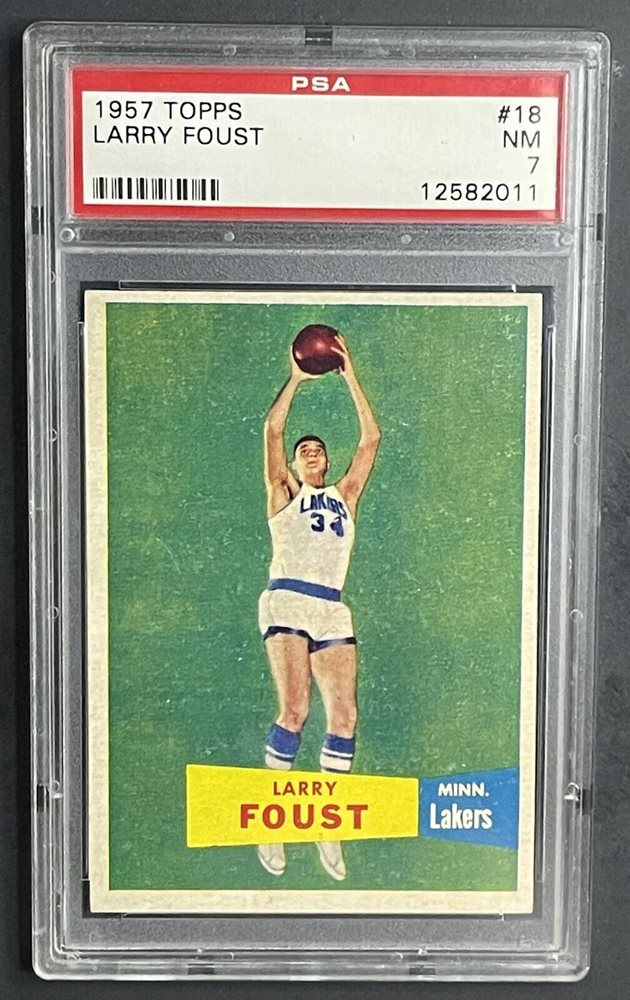 PSA
1957 TOPPS #18
LARRY FOUST NM
7
12582011
LAKERS
34
LARRY
FOUST
MINN.
Lakers